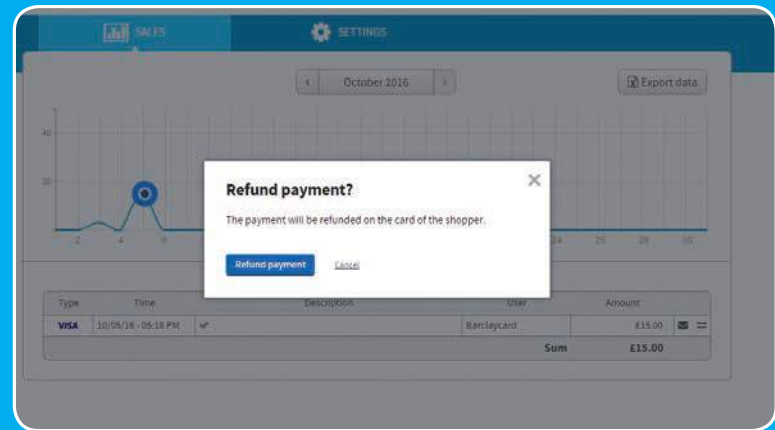 SALES
SETTINGS
‹ October 2016 ›
Export data
40
20
Refund payment?
×
The payment will be refunded on the card of the shopper.
Refund payment Cancel
2 4 6 24 26 28 30
Type Time Description User Amount
VISA 10/05/16 - 05:18 PM Barclaycard £15.00
Sum £15.00